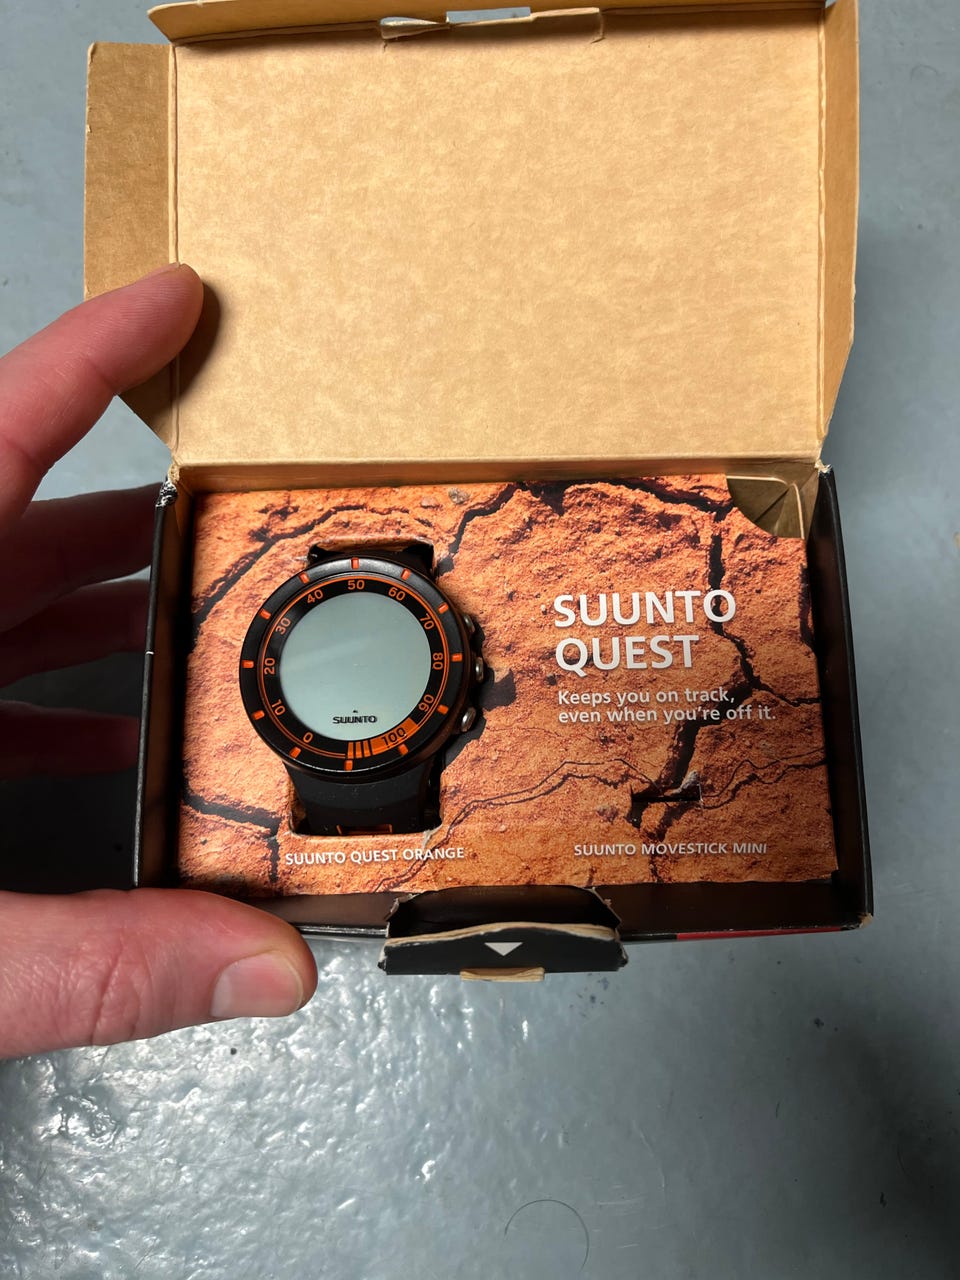 SUUNTO
QUEST
Keeps you on track,
even when you're off it.
0 10 20 30 40 50 60 70 80 90 100
SUUNTO
SUUNTO QUEST ORANGE
SUUNTO MOVESTICK MINI